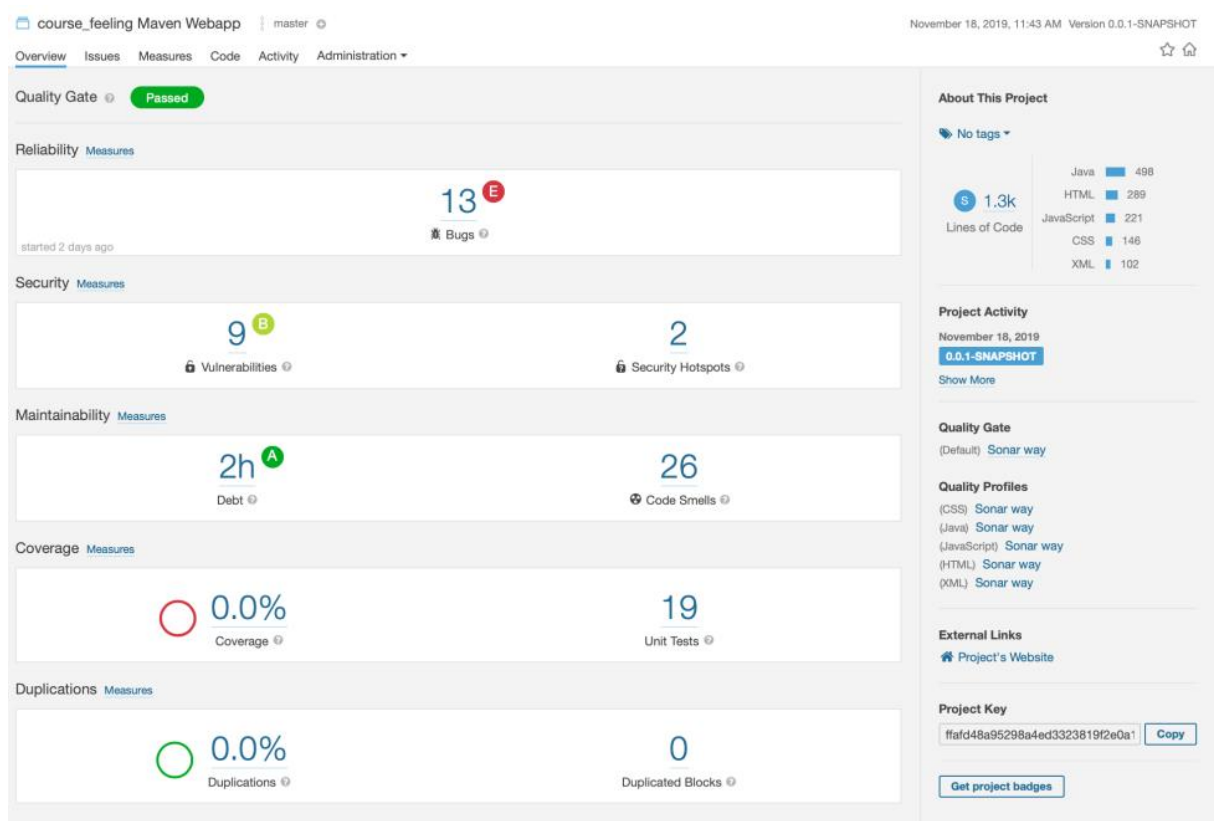 course_feeling Maven Webapp master
November 18, 2019, 11:43 AM Version 0.0.1-SNAPSHOT
Overview Issues Measures Code Activity Administration
Quality Gate Passed
Reliability Measures
13 E
Bugs
started 2 days ago
Security Measures
9 B
Vulnerabilities
2
Security Hotspots
Maintainability Measures
2h A
Debt
26
Code Smells
Coverage Measures
0.0%
Coverage
19
Unit Tests
Duplications Measures
0.0%
Duplications
0
Duplicated Blocks
About This Project
No tags
S 1.3k
Lines of Code
Java 498
HTML 289
JavaScript 221
CSS 146
XML 102
Project Activity
November 18, 2019
0.0.1-SNAPSHOT
Show More
Quality Gate
(Default) Sonar way
Quality Profiles
(CSS) Sonar way
(Java) Sonar way
(JavaScript) Sonar way
(HTML) Sonar way
(XML) Sonar way
External Links
Project's Website
Project Key
ffafd48a95298a4ed3323819f2e0a1 Copy
Get project badges